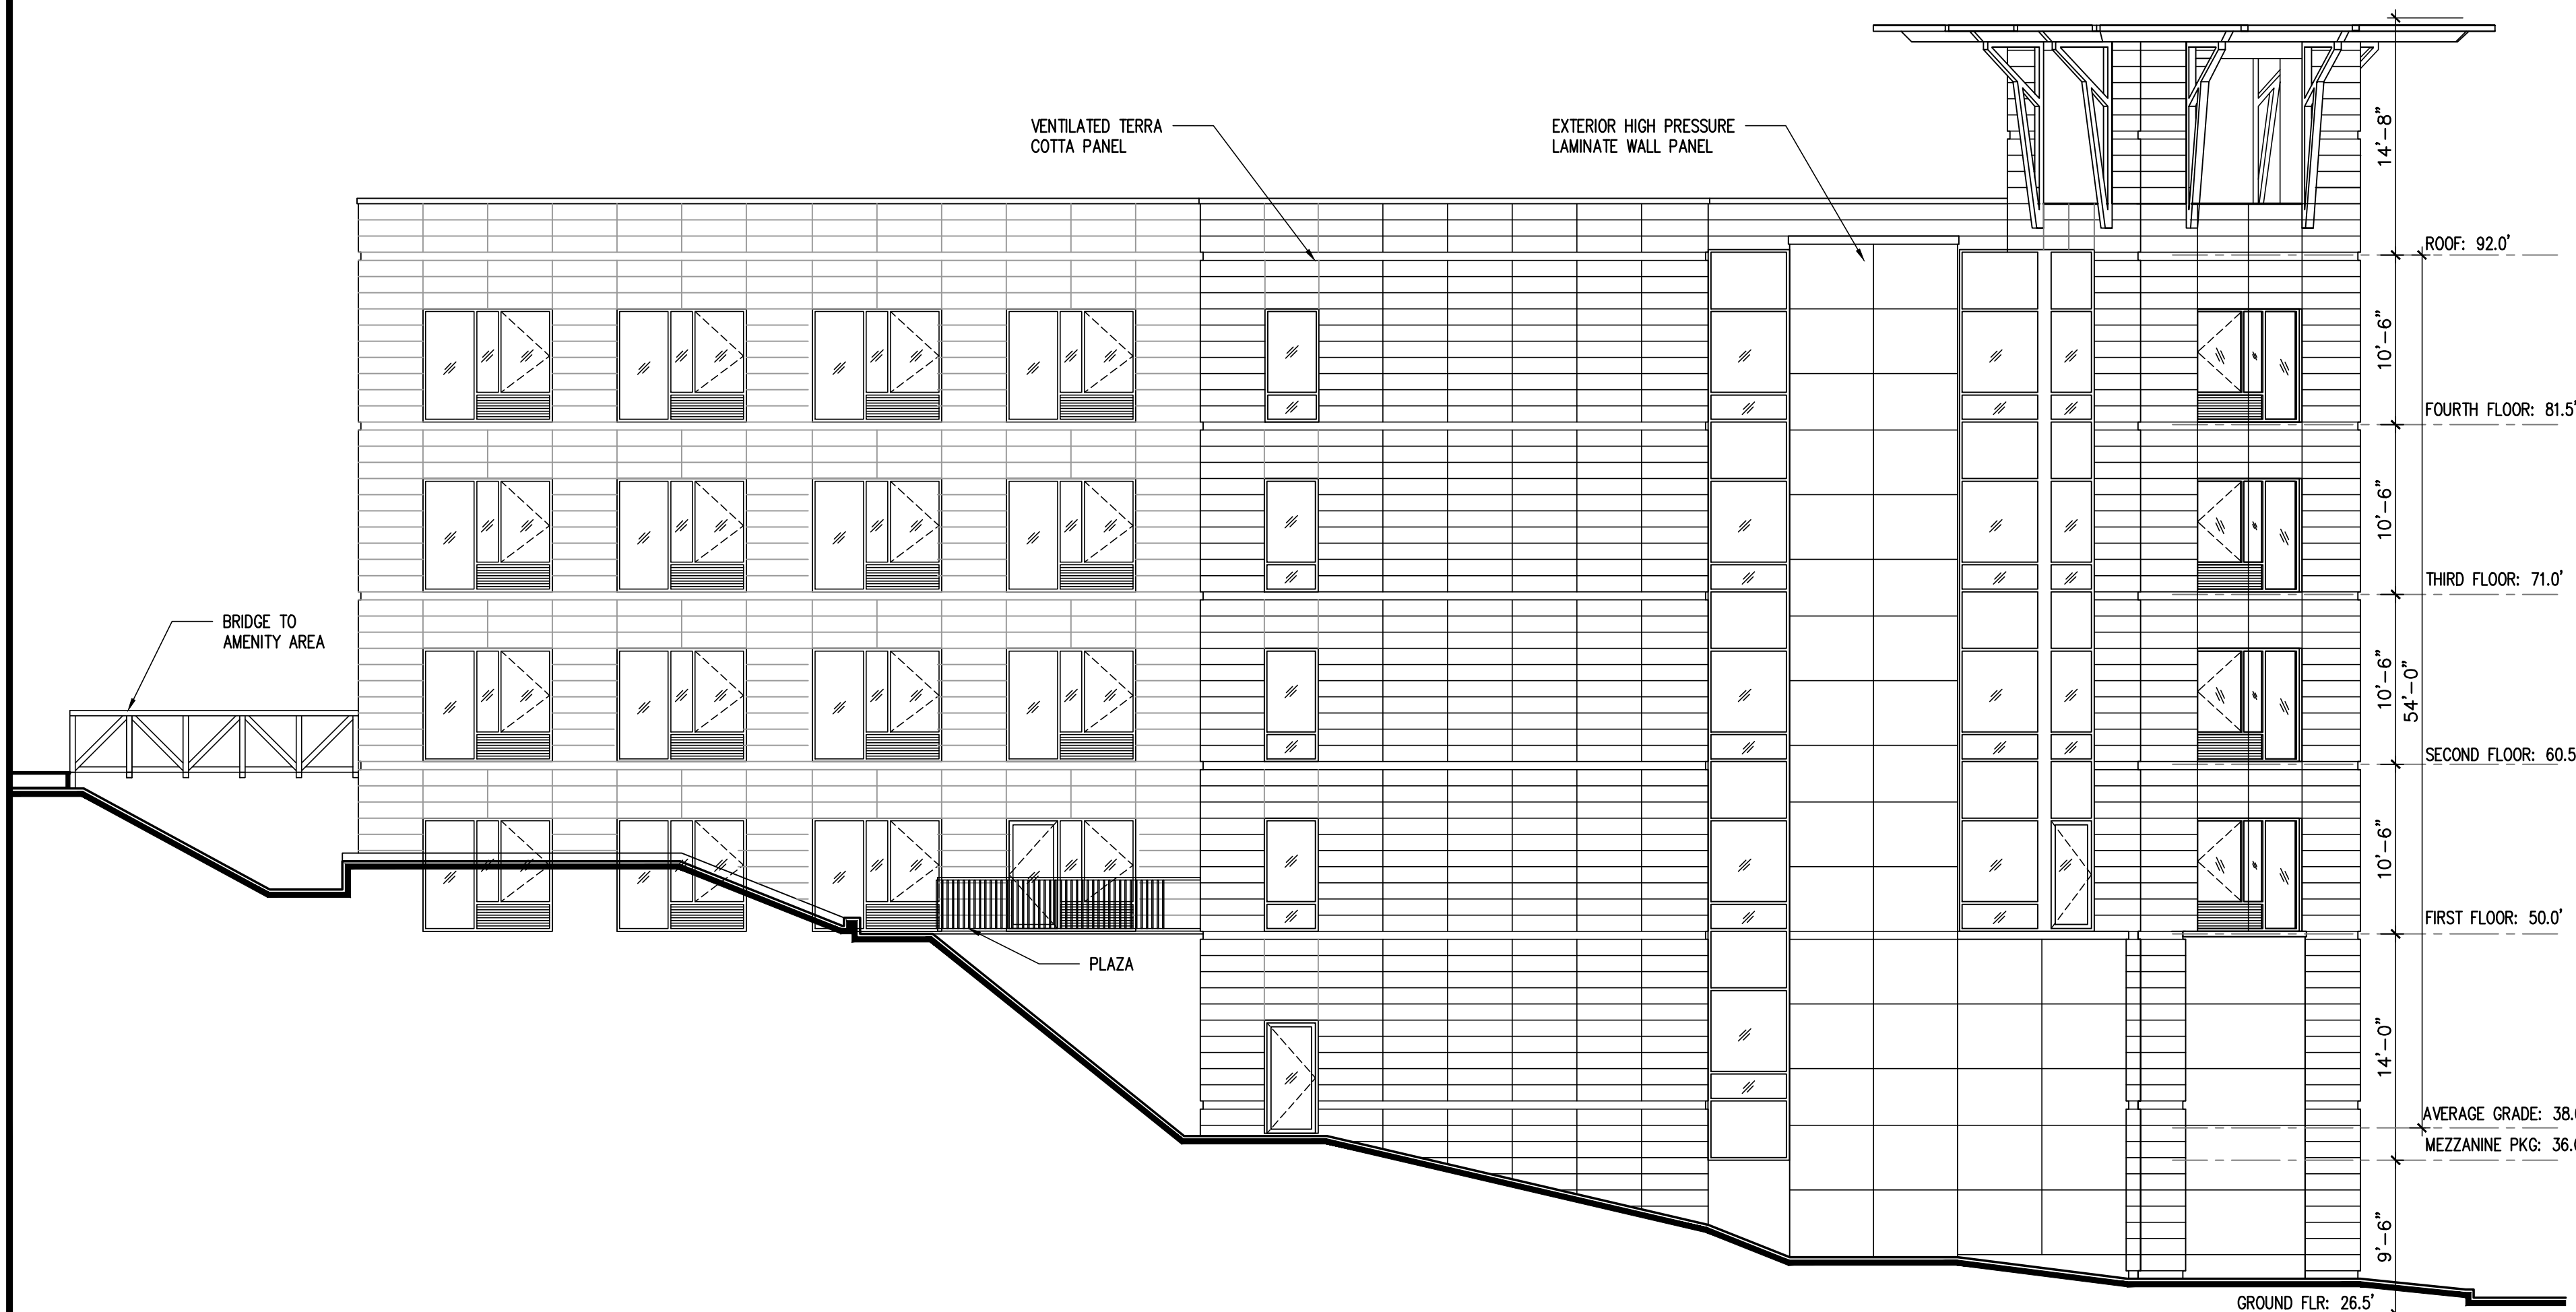 VENTILATED TERRA
COTTA PANEL
EXTERIOR HIGH PRESSURE
LAMINATE WALL PANEL
14'-8"
ROOF: 92.0'
10'-6"
FOURTH FLOOR: 81.5'
10'-6"
THIRD FLOOR: 71.0'
BRIDGE TO
AMENITY AREA
10'-6"
54'-0"
SECOND FLOOR: 60.5
10'-6"
FIRST FLOOR: 50.0'
PLAZA
14'-0"
AVERAGE GRADE: 38.
MEZZANINE PKG: 36.
9'-6"
GROUND FLR: 26.5'